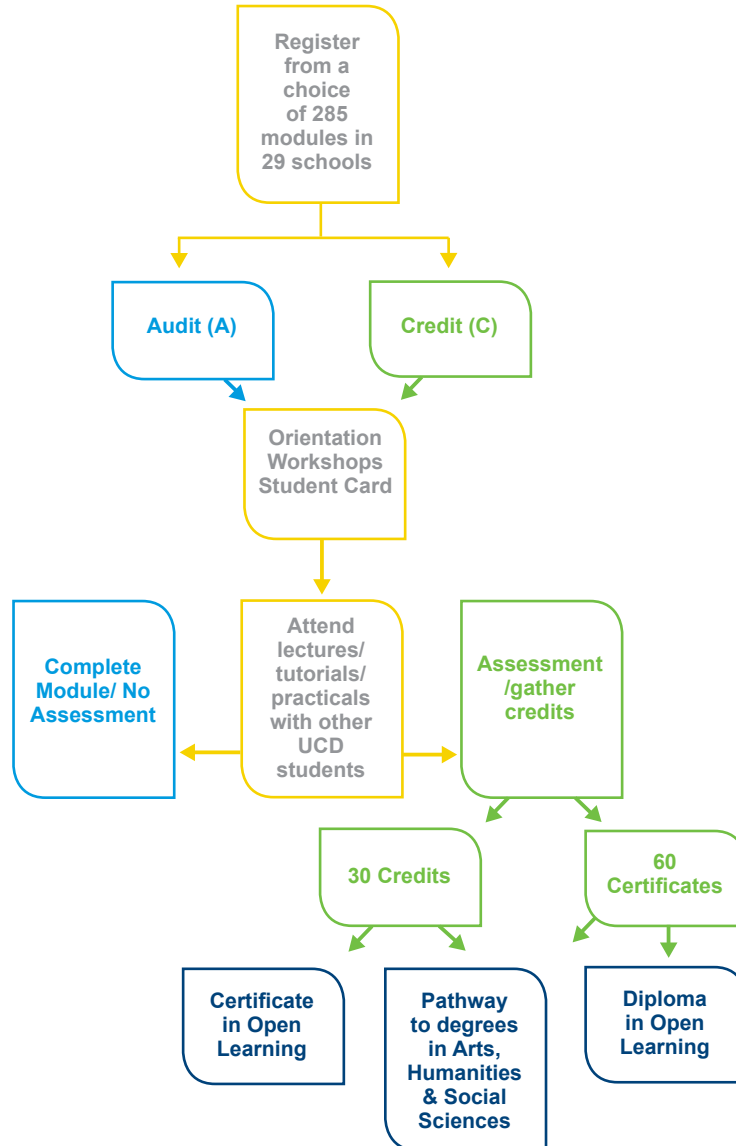 Register
from a
choice
of 285
modules in
29 schools
Audit (A)
Credit (C)
Orientation
Workshops
Student Card
Complete
Module/ No
Assessment
Attend
lectures/
tutorials/
practicals
with other
UCD
students
Assessment
/gather
credits
30 Credits
60
Certificates
Certificate
in Open
Learning
Pathway
to degrees
in Arts,
Humanities
& Social
Sciences
Diploma
in Open
Learning